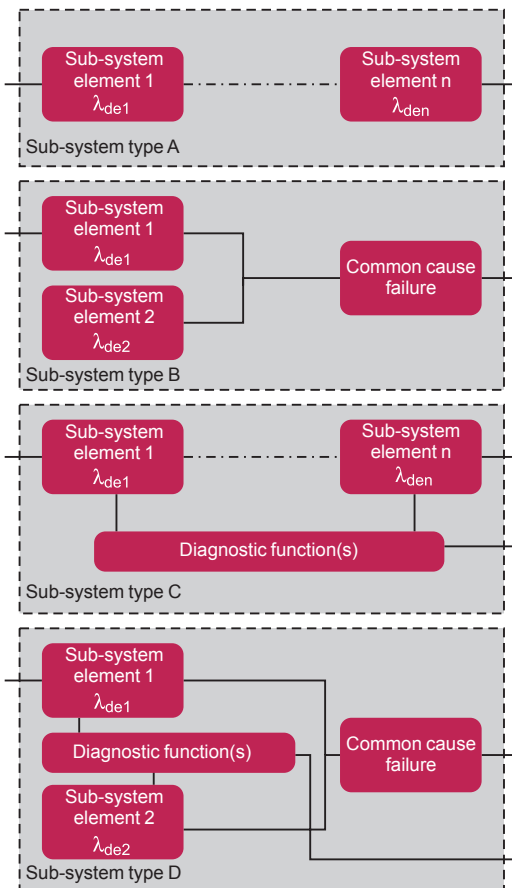 Sub-system
element 1
λde1
Sub-system
element n
λden
Sub-system type A
Sub-system
element 1
λde1
Sub-system
element 2
λde2
Common cause
failure
Sub-system type B
Sub-system
element 1
λde1
Sub-system
element n
λden
Diagnostic function(s)
Sub-system type C
Sub-system
element 1
λde1
Diagnostic function(s)
Sub-system
element 2
λde2
Common cause
failure
Sub-system type D